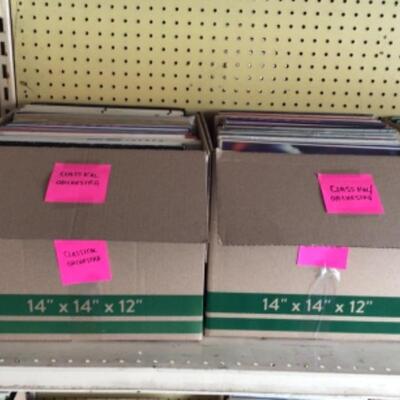 CLASSICAL
ORCHESTRA
CLASSICAL
ORCHESTRA
14" x 14" x 12"
CLASSICAL/
ORCHESTRA
14" x 14" x 12"